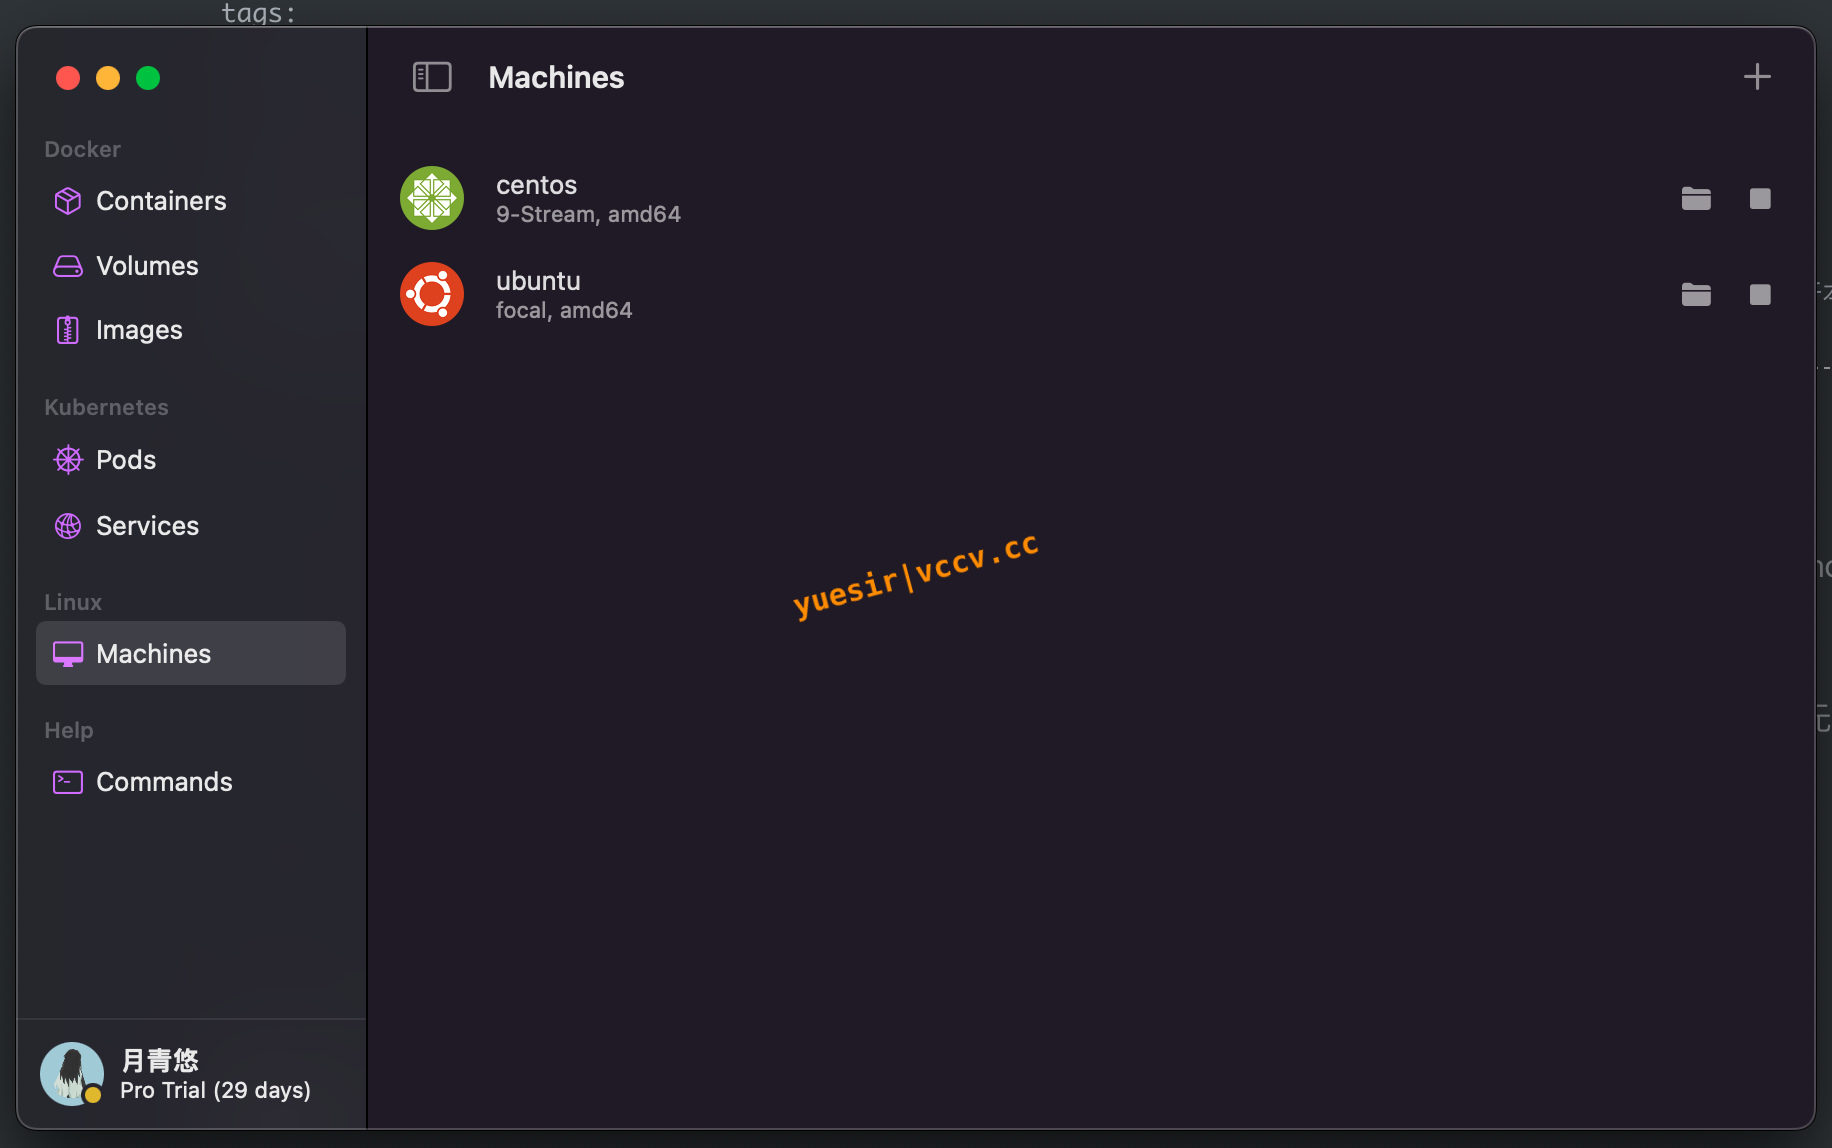 tags:
Machines
Docker
Containers
Volumes
Images
Kubernetes
Pods
Services
Linux
Machines
Help
Commands
月青悠
Pro Trial (29 days)
centos
9-Stream, amd64
ubuntu
focal, amd64
yuesir|vccv.cc